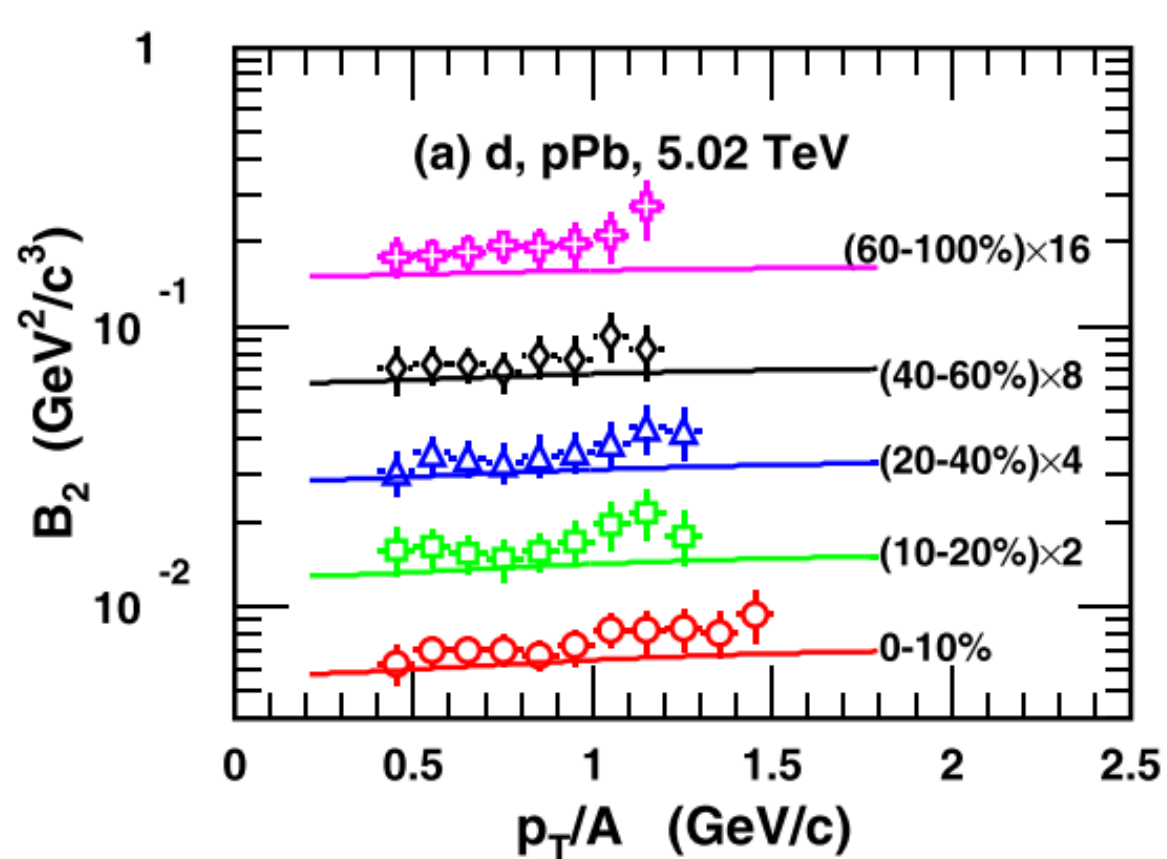 1
(a) d, pPb, 5.02 TeV
(60-100%)×16
10⁻¹
(40-60%)×8
(20-40%)×4
(10-20%)×2
10⁻²
0-10%
B₂ (GeV²/c³)
0 0.5 1 1.5 2 2.5
p_T/A (GeV/c)